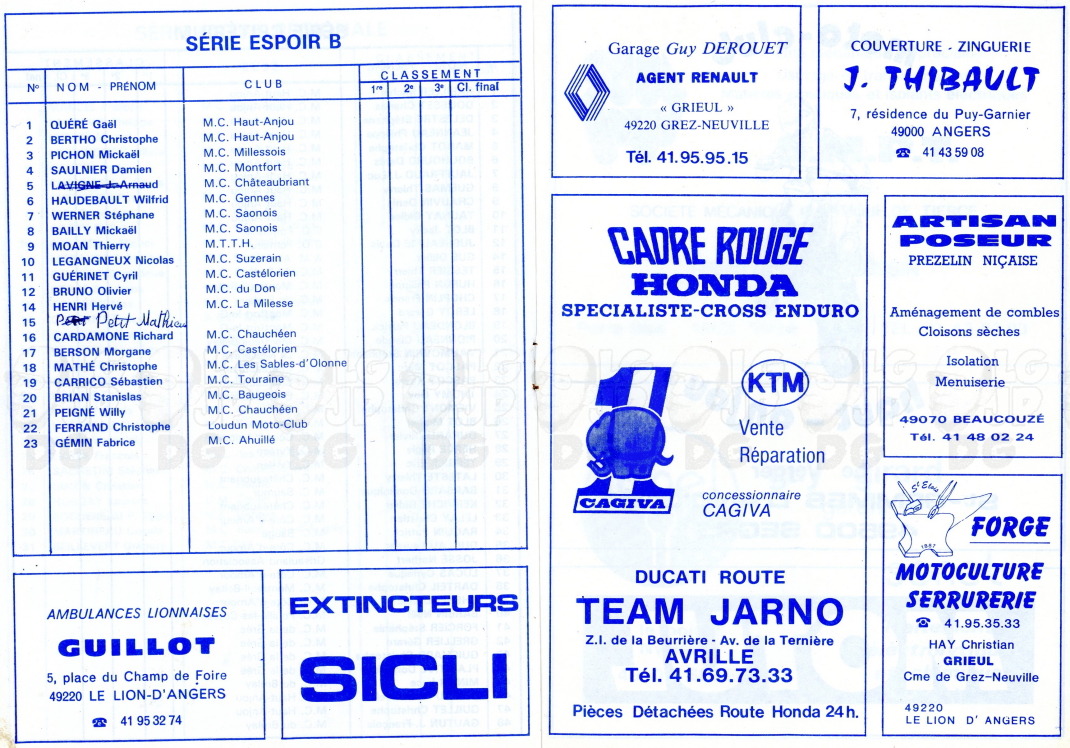 SÉRIE ESPOIR B
Nº NOM - PRÉNOM CLUB CLASSEMENT
1re 2e 3e Cl. final
1 QUÉRÉ Gaël M.C. Haut-Anjou
2 BERTHO Christophe M.C. Haut-Anjou
3 PICHON Mickaël M.C. Millessois
4 SAULNIER Damien M.C. Montfort
5 LAVIGNE J-Arnaud M.C. Châteaubriant
6 HAUDEBAULT Wilfrid M.C. Gennes
7 WERNER Stéphane M.C. Saonois
8 BAILLY Mickaël M.C. Saonois
9 MOAN Thierry M.T.T.H.
10 LEGANGNEUX Nicolas M.C. Suzerain
11 GUÉRINET Cyril M.C. Castélorien
12 BRUNO Olivier M.C. du Don
14 HENRI Hervé M.C. La Milesse
15 Petit Mathieu
16 CARDAMONE Richard M.C. Chauchéen
17 BERSON Morgane M.C. Castélorien
18 MATHÉ Christophe M.C. Les Sables-d'Olonne
19 CARRICO Sébastien M.C. Touraine
20 BRIAN Stanislas M.C. Baugeois
21 PEIGNÉ Willy M.C. Chauchéen
22 FERRAND Christophe Loudun Moto-Club
23 GÉMIN Fabrice M.C. Ahuillé
AMBULANCES LIONNAISES
GUILLOT
5, place du Champ de Foire
49220 LE LION-D'ANGERS
☎ 41 95 32 74
EXTINCTEURS
SICLI
Garage Guy DEROUET
AGENT RENAULT
« GRIEUL »
49220 GREZ-NEUVILLE
Tél. 41.95.95.15
COUVERTURE - ZINGUERIE
J. THIBAULT
7, résidence du Puy-Garnier
49000 ANGERS
☎ 41 43 59 08
CADRE ROUGE
HONDA
SPECIALISTE-CROSS ENDURO
1
CAGIVA
KTM
Vente
Réparation
concessionnaire
CAGIVA
DUCATI ROUTE
TEAM JARNO
Z.I. de la Beurrière - Av. de la Ternière
AVRILLE
Tél. 41.69.73.33
Pièces Détachées Route Honda 24h.
ARTISAN
POSEUR
PREZELIN NIÇAISE
Aménagement de combles
Cloisons sèches
Isolation
Menuiserie
49070 BEAUCOUZÉ
Tél. 41 48 02 24
St Eloi
1987
FORGE
MOTOCULTURE
SERRURERIE
☎ 41.95.35.33
HAY Christian
GRIEUL
Cme de Grez-Neuville
49220
LE LION D'ANGERS